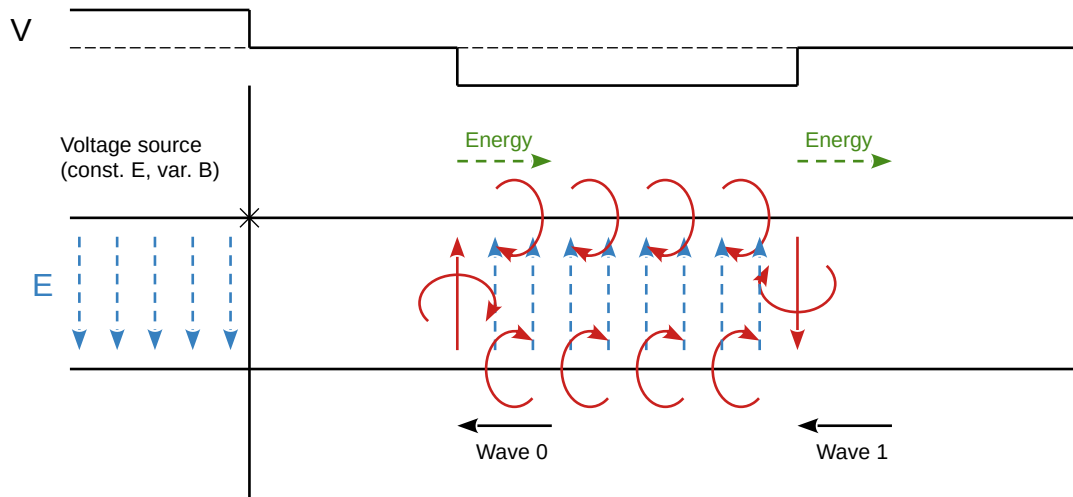 V
Voltage source
(const. E, var. B)
Energy
Energy
E
Wave 0
Wave 1